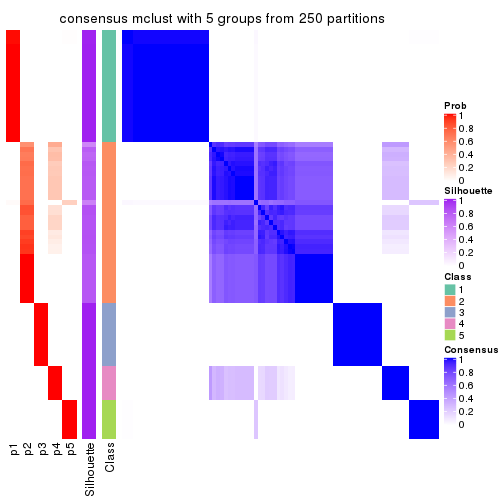 consensus mclust with 5 groups from 250 partitions
Prob
1
0.8
0.6
0.4
0.2
0
Silhouette
1
0.8
0.6
0.4
0.2
0
Class
1
2
3
4
5
Consensus
1
0.8
0.6
0.4
0.2
0
p1
p2
p3
p4
p5
Silhouette
Class